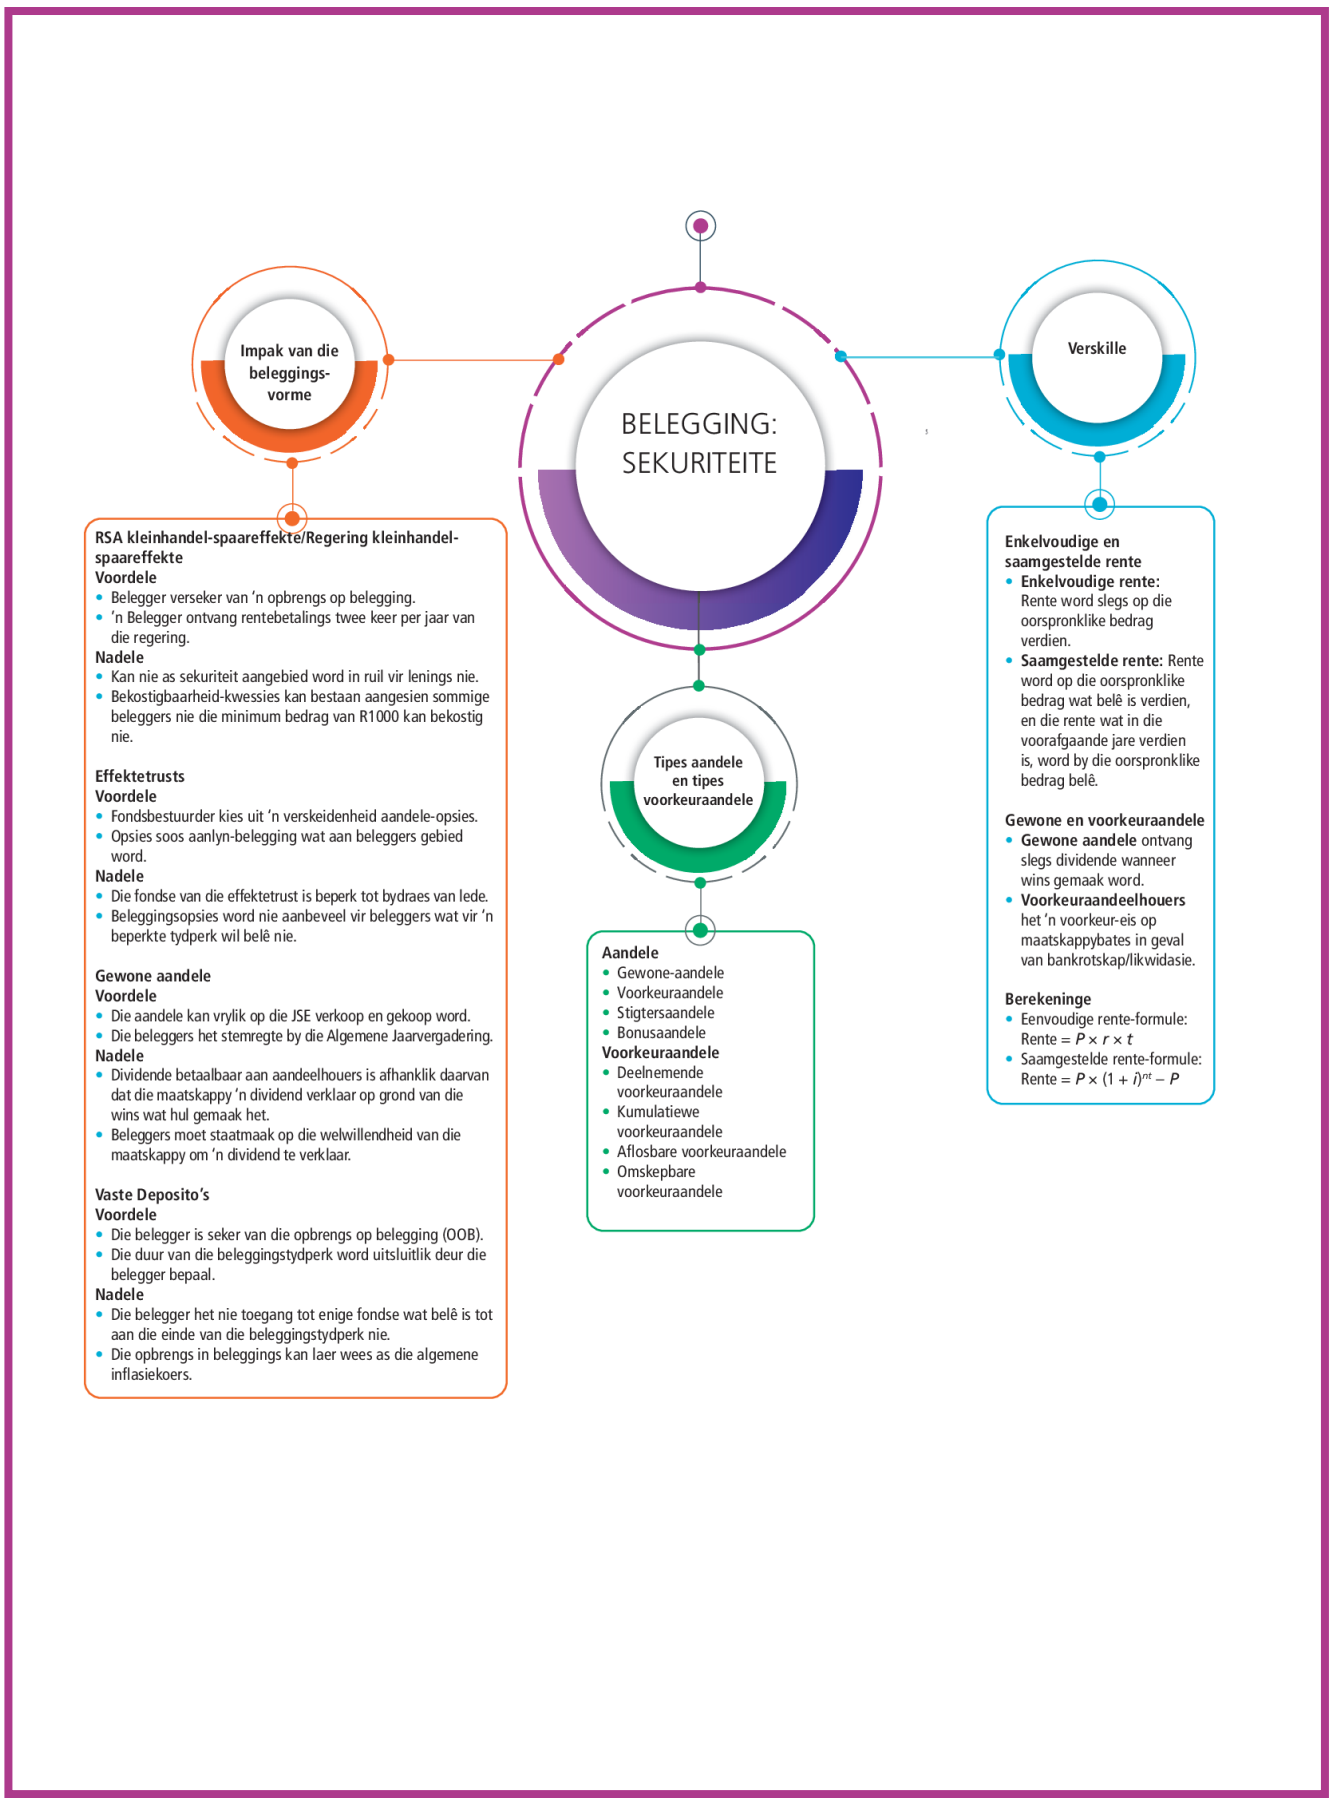 BELEGGING:
SEKURITEITE
Impak van die
beleggings-
vorme
RSA kleinhandel-spaareffekte/Regering kleinhandel-
spaareffekte
Voordele
• Belegger verseker van ’n opbrengs op belegging.
• ’n Belegger ontvang rentebetalings twee keer per jaar van
die regering.
Nadele
• Kan nie as sekuriteit aangebied word in ruil vir lenings nie.
• Bekostigbaarheid-kwessies kan bestaan aangesien sommige
beleggers nie die minimum bedrag van R1000 kan bekostig
nie.
Effektetrusts
Voordele
• Fondsbestuurder kies uit ’n verskeidenheid aandele-opsies.
• Opsies soos aanlyn-belegging wat aan beleggers gebied
word.
Nadele
• Die fondse van die effektetrust is beperk tot bydraes van lede.
• Beleggingsopsies word nie aanbeveel vir beleggers wat vir ’n
beperkte tydperk wil belê nie.
Gewone aandele
Voordele
• Die aandele kan vrylik op die JSE verkoop en gekoop word.
• Die beleggers het stemregte by die Algemene Jaarvergadering.
Nadele
• Dividende betaalbaar aan aandeelhouers is afhanklik daarvan
dat die maatskappy ’n dividend verklaar op grond van die
wins wat hul gemaak het.
• Beleggers moet staatmaak op die welwillendheid van die
maatskappy om ’n dividend te verklaar.
Vaste Deposito’s
Voordele
• Die belegger is seker van die opbrengs op belegging (OOB).
• Die duur van die beleggingstydperk word uitsluitlik deur die
belegger bepaal.
Nadele
• Die belegger het nie toegang tot enige fondse wat belê is tot
aan die einde van die beleggingstydperk nie.
• Die opbrengs in beleggings kan laer wees as die algemene
inflasiekoers.
Tipes aandele
en tipes
voorkeuraandele
Aandele
• Gewone-aandele
• Voorkeuraandele
• Stigtersaandele
• Bonusaandele
Voorkeuraandele
• Deelnemende
voorkeuraandele
• Kumulatiewe
voorkeuraandele
• Aflosbare voorkeuraandele
• Omskepbare
voorkeuraandele
Verskille
Enkelvoudige en
saamgestelde rente
• Enkelvoudige rente:
Rente word slegs op die
oorspronklike bedrag
verdien.
• Saamgestelde rente: Rente
word op die oorspronklike
bedrag wat belê is verdien,
en die rente wat in die
voorafgaande jare verdien
is, word by die oorspronklike
bedrag belê.
Gewone en voorkeuraandele
• Gewone aandele ontvang
slegs dividende wanneer
wins gemaak word.
• Voorkeuraandeelhouers
het ’n voorkeur-eis op
maatskappybates in geval
van bankrotskap/likwidasie.
Berekeninge
• Eenvoudige rente-formule:
Rente = P × r × t
• Saamgestelde rente-formule:
Rente = P × (1 + i)ⁿᵗ – P